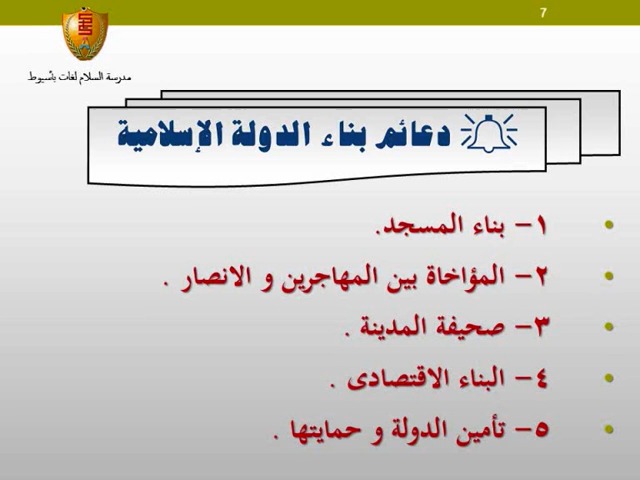 7
مدرسة السلام لغات بأسيوط
دعائم بناء الدولة الإسلامية
١- بناء المسجد.
٢- المؤاخاة بين المهاجرين و الانصار .
٣- صحيفة المدينة .
٤- البناء الاقتصادى .
٥- تأمين الدولة و حمايتها .